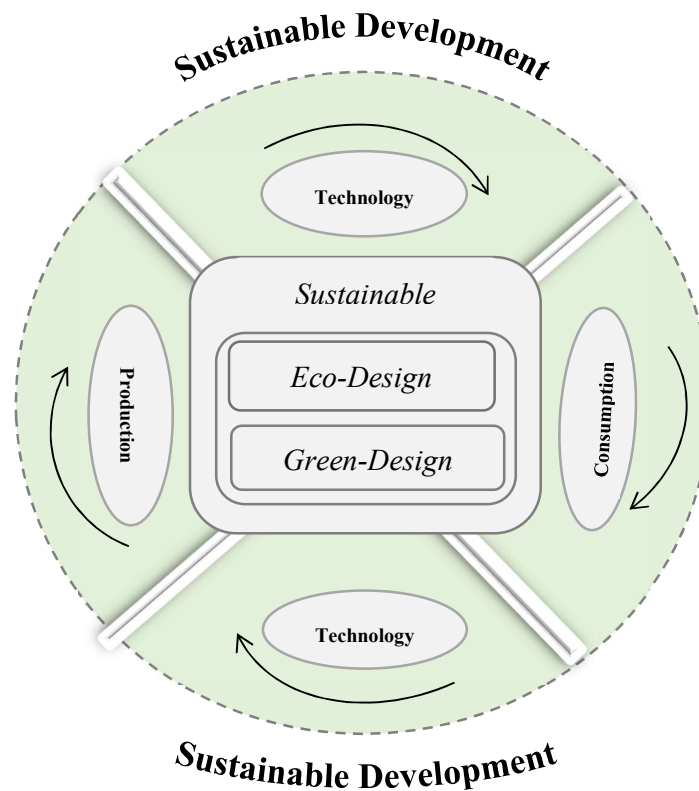 Sustainable Development
Technology
Sustainable
Eco-Design
Green-Design
Production
Consumption
Technology
Sustainable Development